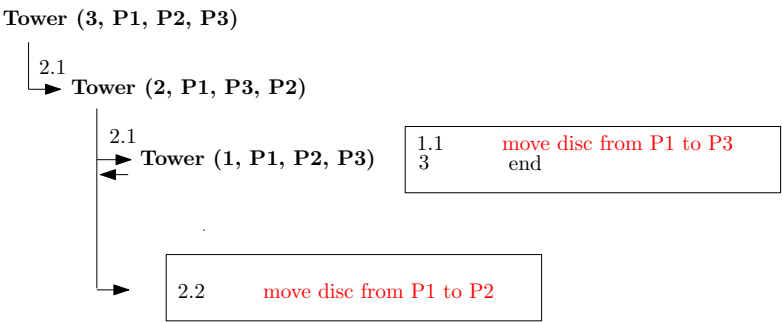 Tower (3, P1, P2, P3)
2.1
Tower (2, P1, P3, P2)
2.1
Tower (1, P1, P2, P3)
1.1 move disc from P1 to P3
3 end
2.2 move disc from P1 to P2